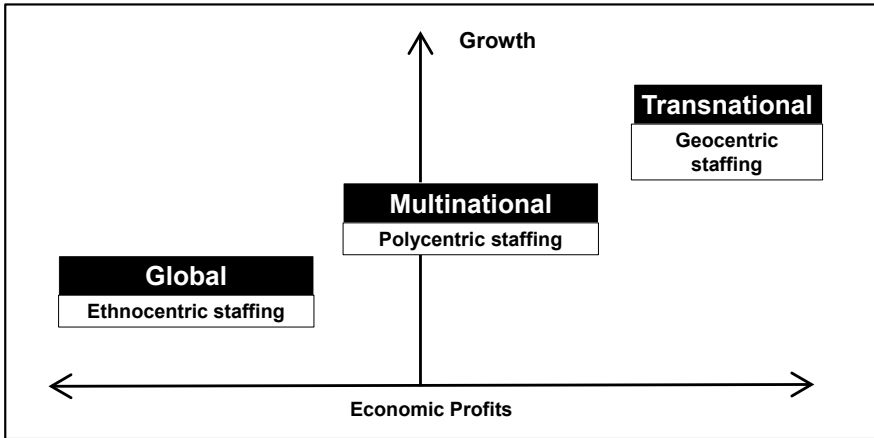 Growth
Transnational
Geocentric
staffing
Multinational
Polycentric staffing
Global
Ethnocentric staffing
Economic Profits